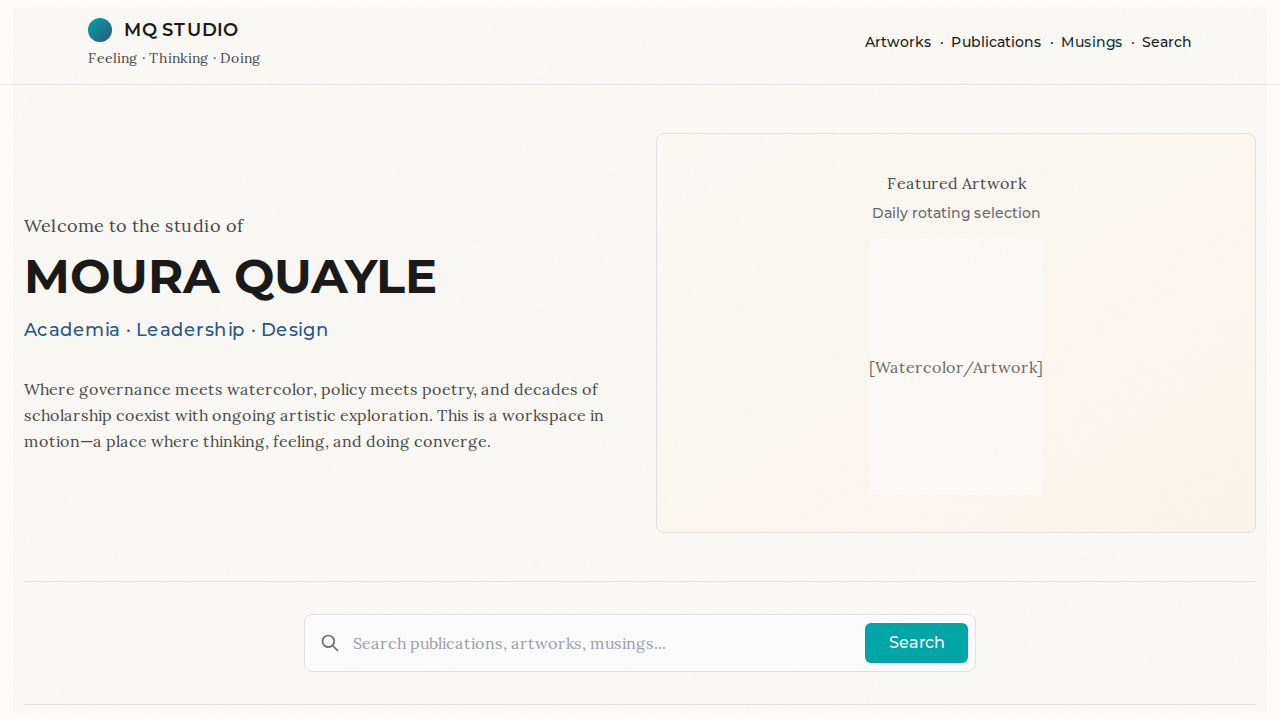 MQ STUDIO
Feeling · Thinking · Doing
Artworks · Publications · Musings · Search
Welcome to the studio of
MOURA QUAYLE
Academia · Leadership · Design
Where governance meets watercolor, policy meets poetry, and decades of
scholarship coexist with ongoing artistic exploration. This is a workspace in
motion—a place where thinking, feeling, and doing converge.
Featured Artwork
Daily rotating selection
[Watercolor/Artwork]
Search publications, artworks, musings...
Search